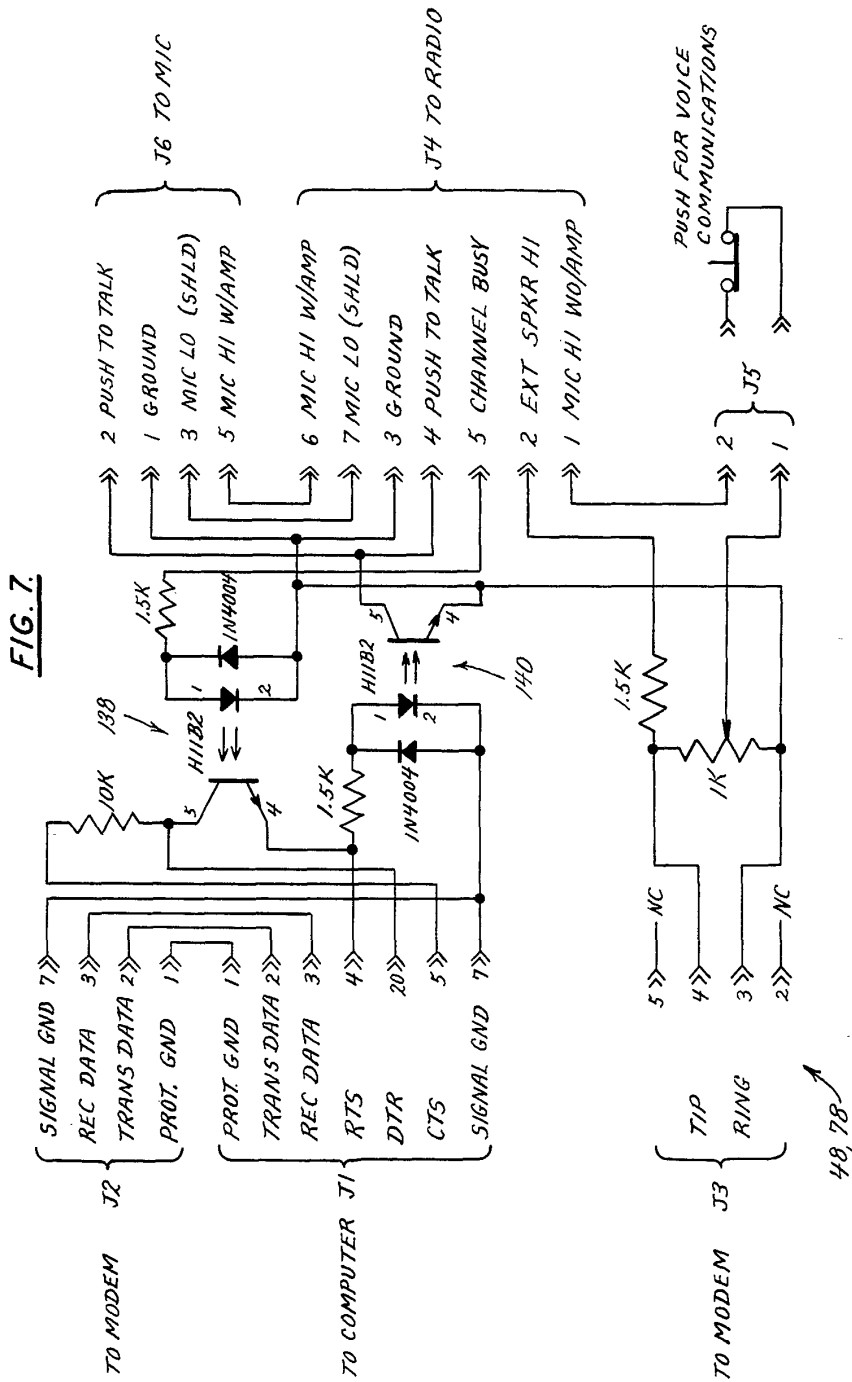 FIG. 7.
TO MODEM J2
SIGNAL GND 7
REC DATA 3
TRANS DATA 2
PROT. GND 1
TO COMPUTER J1
PROT. GND 1
TRANS DATA 2
REC DATA 3
RTS 4
DTR 20
CTS 5
SIGNAL GND 7
TO MODEM J3
5 NC
TIP 4
RING 3
2 NC
48, 78
10K
138
H11B2
5
4
1
2
1.5K
1N4004
1.5K
1N4004
H11B2
1
2
5
4
140
1.5K
1K
J6 TO MIC
2 PUSH TO TALK
1 GROUND
3 MIC LO (SHLD)
5 MIC HI W/AMP
J4 TO RADIO
6 MIC HI W/AMP
7 MIC LO (SHLD)
3 GROUND
4 PUSH TO TALK
5 CHANNEL BUSY
2 EXT SPKR HI
1 MIC HI WO/AMP
J5
2
1
PUSH FOR VOICE
COMMUNICATIONS